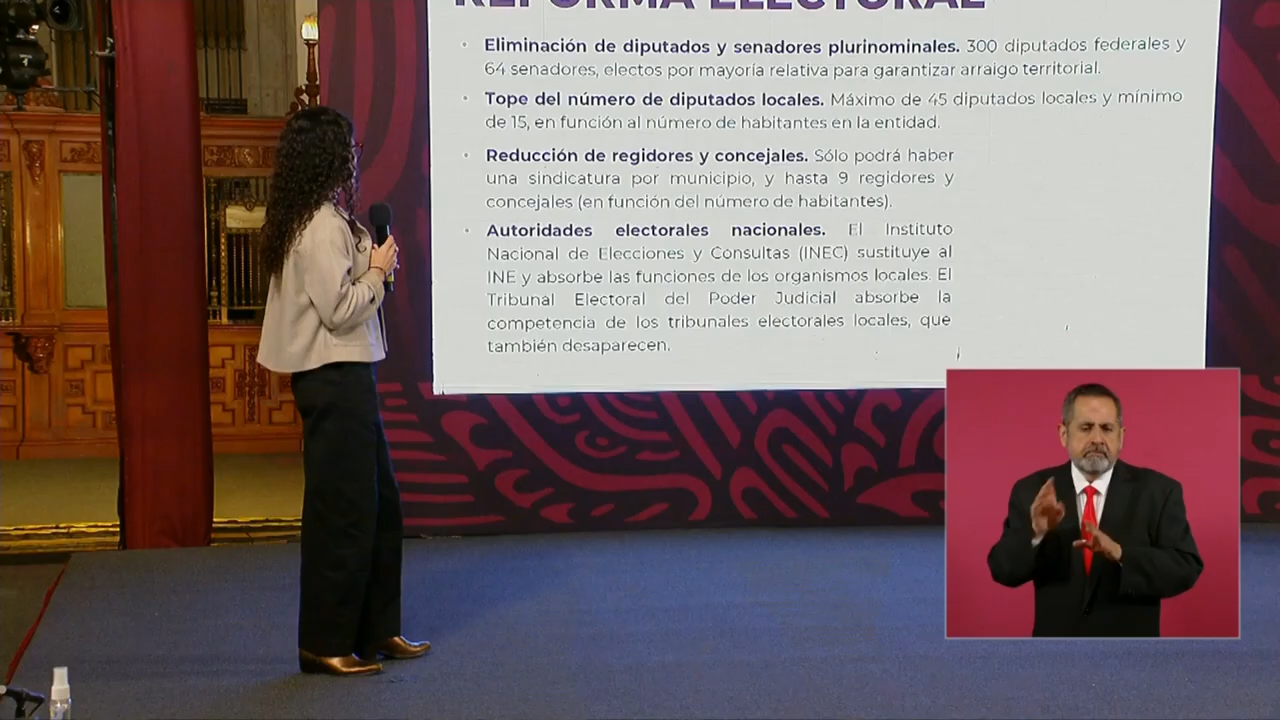 REFORMA ELECTORAL
• Eliminación de diputados y senadores plurinominales. 300 diputados federales y
64 senadores, electos por mayoría relativa para garantizar arraigo territorial.
• Tope del número de diputados locales. Máximo de 45 diputados locales y mínimo
de 15, en función al número de habitantes en la entidad.
• Reducción de regidores y concejales. Sólo podrá haber
una sindicatura por municipio, y hasta 9 regidores y
concejales (en función del número de habitantes).
• Autoridades electorales nacionales. El Instituto
Nacional de Elecciones y Consultas (INEC) sustituye al
INE y absorbe las funciones de los organismos locales. El
Tribunal Electoral del Poder Judicial absorbe la
competencia de los tribunales electorales locales, que
también desaparecen.